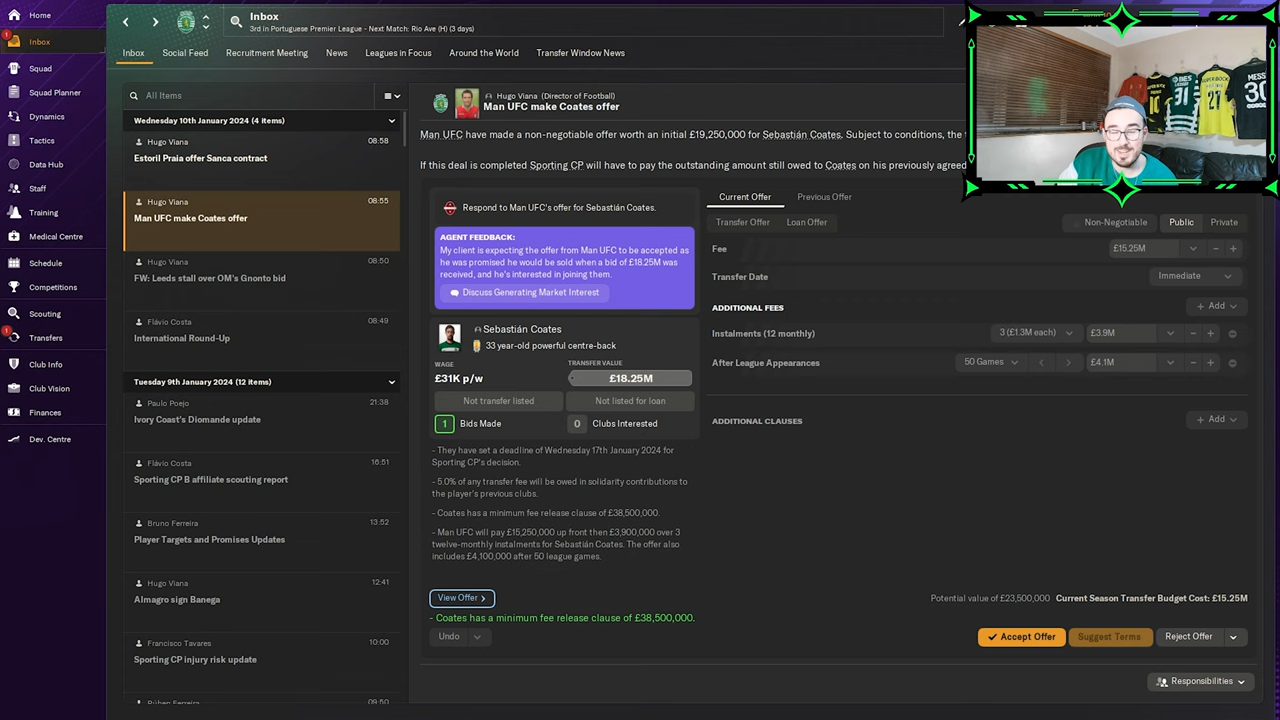 Home
Inbox
Squad
Squad Planner
Dynamics
Tactics
Data Hub
Staff
Training
Medical Centre
Schedule
Competitions
Scouting
Transfers
Club Info
Club Vision
Finances
Dev. Centre
Inbox
3rd in Portuguese Premier League - Next Match: Rio Ave (H) (3 days)
Inbox Social Feed Recruitment Meeting News Leagues in Focus Around the World Transfer Window News
All Items
Wednesday 10th January 2024 (4 items)
Hugo Viana 08:58
Estoril Praia offer Sanca contract
Hugo Viana 08:55
Man UFC make Coates offer
Hugo Viana 08:50
FW: Leeds stall over OM's Gnonto bid
Flávio Costa 08:49
International Round-Up
Tuesday 9th January 2024 (12 items)
Paulo Poejo 21:38
Ivory Coast's Diomande update
Flávio Costa 16:51
Sporting CP B affiliate scouting report
Bruno Ferreira 13:52
Player Targets and Promises Updates
Hugo Viana 12:41
Almagro sign Banega
Francisco Tavares 10:00
Sporting CP injury risk update
Rúben Ferreira 09:50
Hugo Viana (Director of Football)
Man UFC make Coates offer
Man UFC have made a non-negotiable offer worth an initial £19,250,000 for Sebastián Coates. Subject to conditions, the
If this deal is completed Sporting CP will have to pay the outstanding amount still owed to Coates on his previously agreed
Respond to Man UFC's offer for Sebastián Coates.
AGENT FEEDBACK:
My client is expecting the offer from Man UFC to be accepted as
he was promised he would be sold when a bid of £18.25M was
received, and he's interested in joining them.
Discuss Generating Market Interest
Sebastián Coates
33 year-old powerful centre-back
WAGE TRANSFER VALUE
£31K p/w £18.25M
Not transfer listed Not listed for loan
1 Bids Made 0 Clubs Interested
- They have set a deadline of Wednesday 17th January 2024 for
Sporting CP's decision.
- 5.0% of any transfer fee will be owed in solidarity contributions to
the player's previous clubs.
- Coates has a minimum fee release clause of £38,500,000.
- Man UFC will pay £15,250,000 up front then £3,900,000 over 3
twelve-monthly instalments for Sebastián Coates. The offer also
includes £4,100,000 after 50 league games.
View Offer >
- Coates has a minimum fee release clause of £38,500,000.
Undo
Current Offer Previous Offer
Transfer Offer Loan Offer Non-Negotiable Public Private
Fee £15.25M
Transfer Date Immediate
ADDITIONAL FEES + Add
Instalments (12 monthly) 3 (£1.3M each) £3.9M
After League Appearances 50 Games £4.1M
ADDITIONAL CLAUSES + Add
Potential value of £23,500,000 Current Season Transfer Budget Cost: £15.25M
Accept Offer Suggest Terms Reject Offer
Responsibilities
SUPER BOCK
31
SUPER BOCK
27
MESSI
30